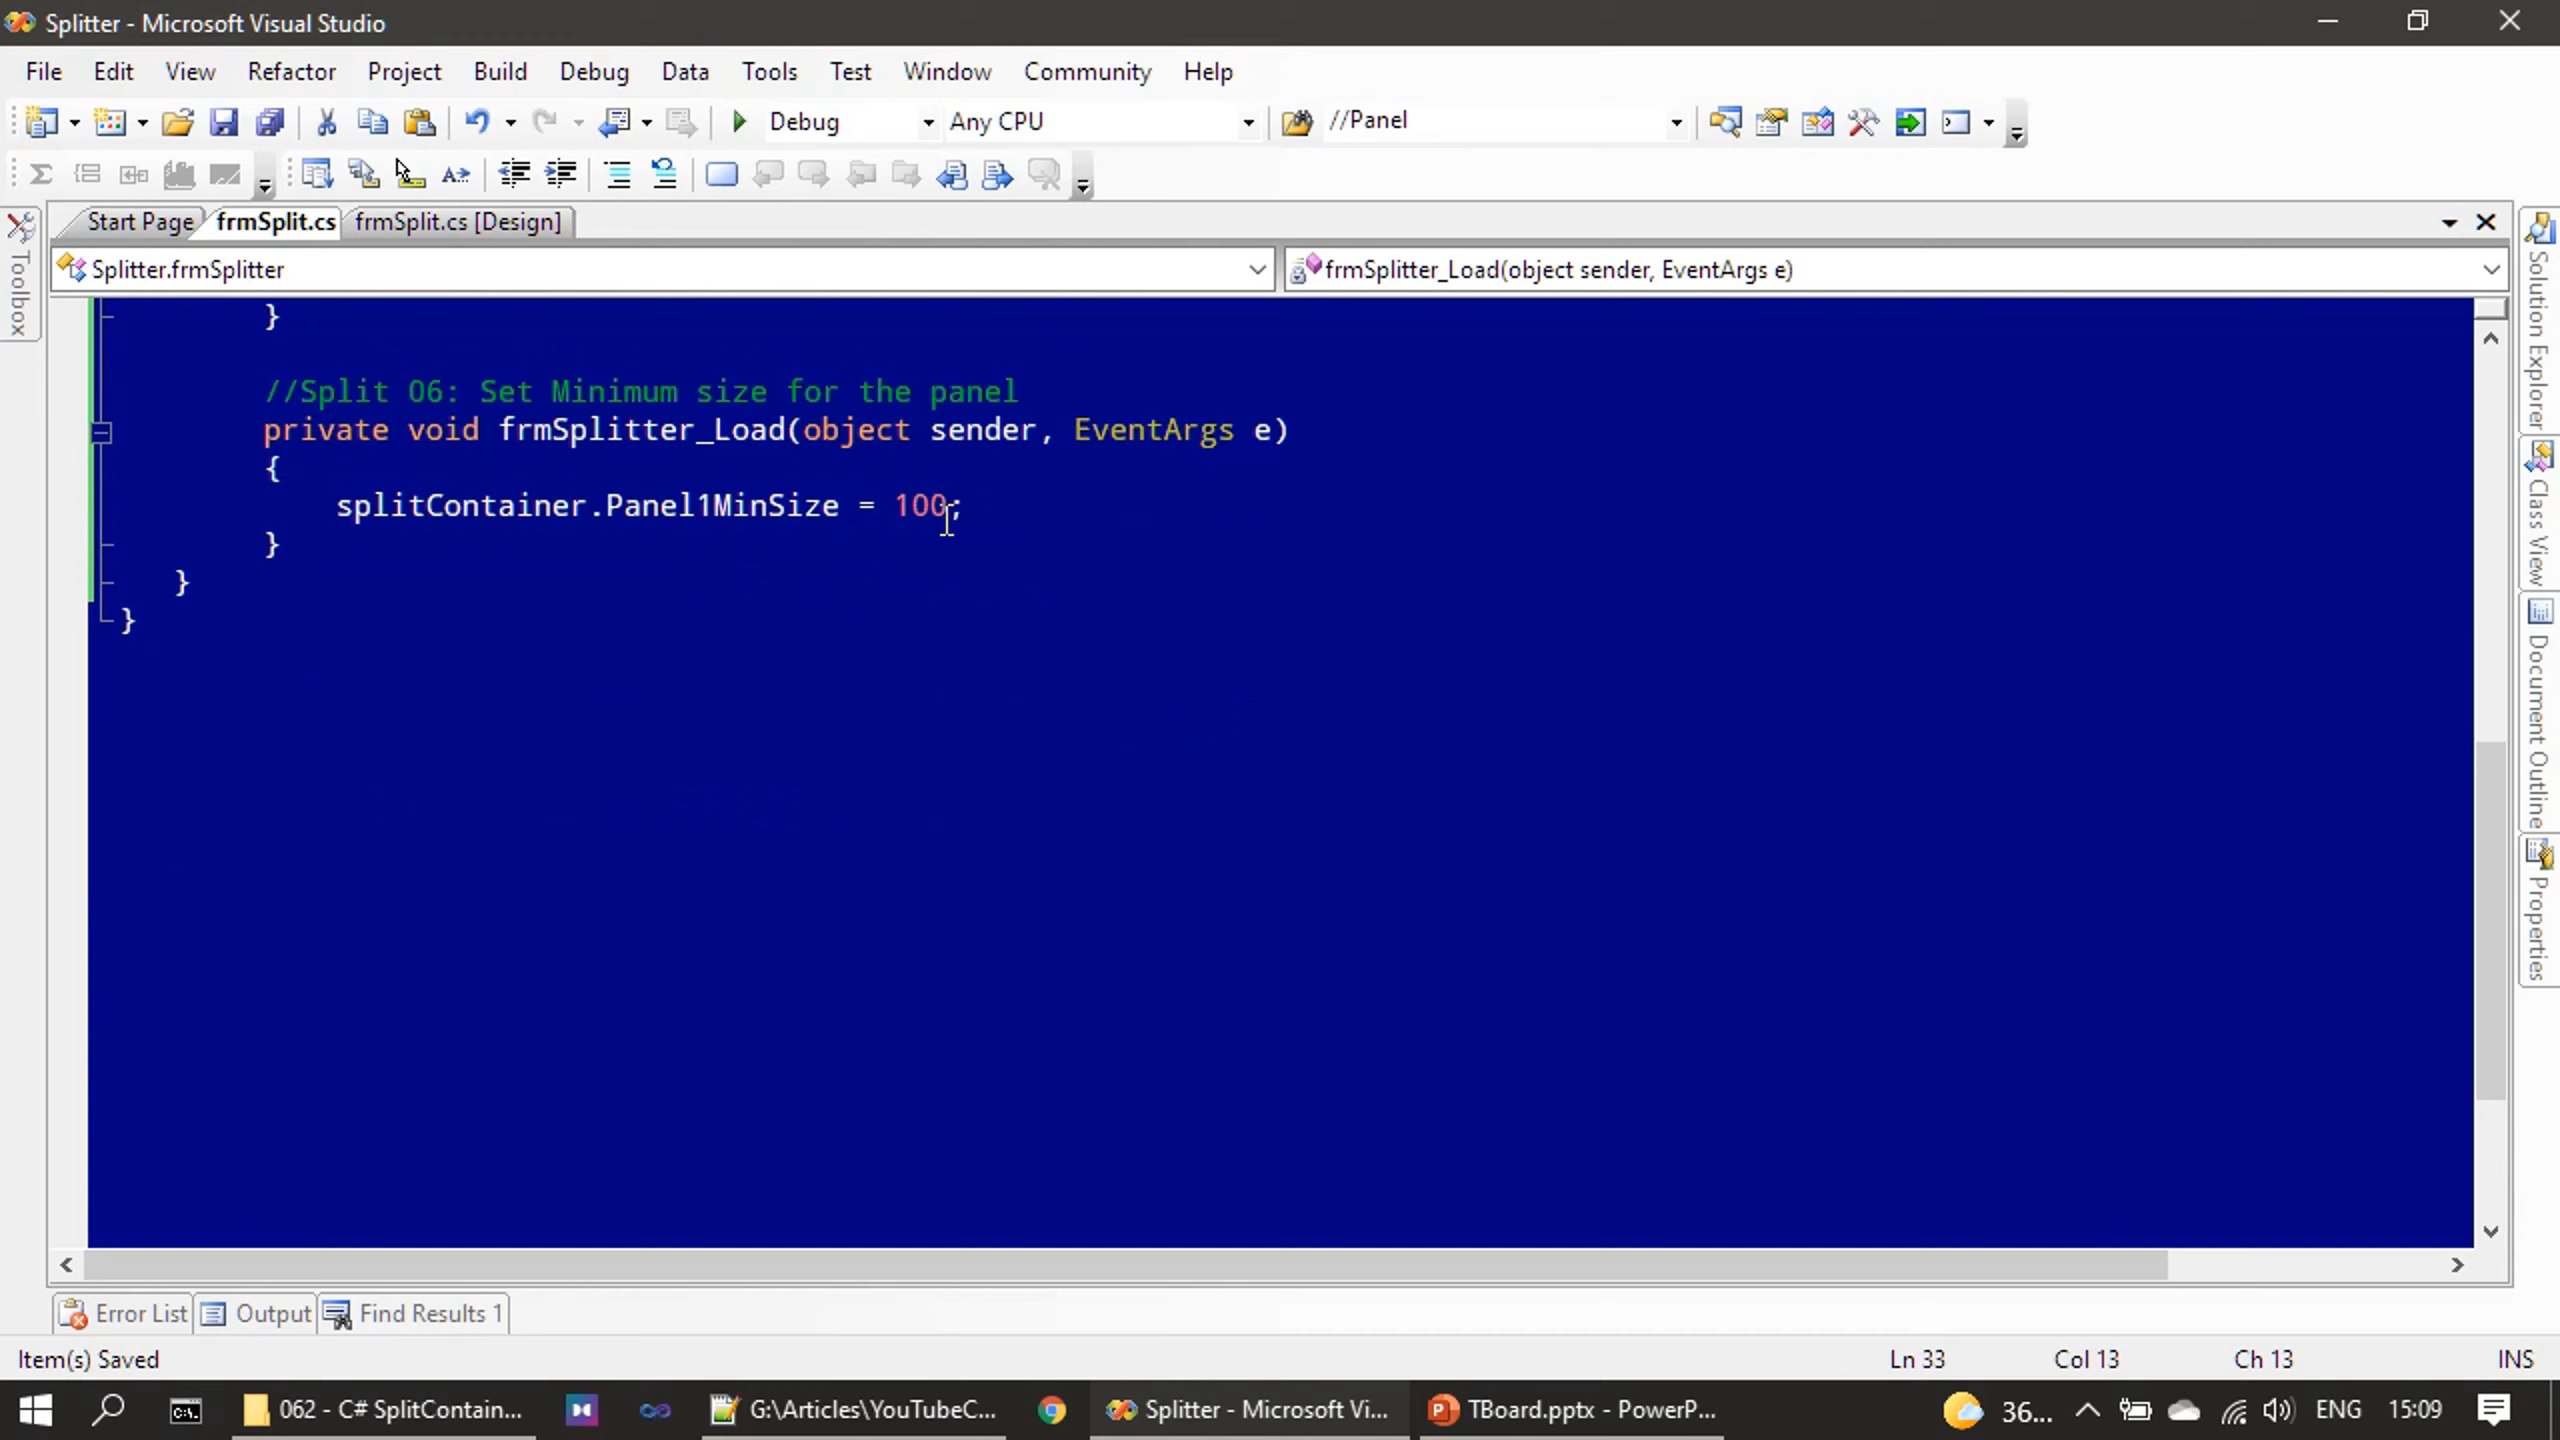 Splitter - Microsoft Visual Studio
File Edit View Refactor Project Build Debug Data Tools Test Window Community Help
Debug Any CPU //Panel
Start Page frmSplit.cs frmSplit.cs [Design]
Splitter.frmSplitter frmSplitter_Load(object sender, EventArgs e)
}
//Split 06: Set Minimum size for the panel
private void frmSplitter_Load(object sender, EventArgs e)
{
splitContainer.Panel1MinSize = 100;
}
}
}
Toolbox
Solution Explorer
Class View
Document Outline
Properties
Error List Output Find Results 1
Item(s) Saved Ln 33 Col 13 Ch 13 INS
062 - C# SplitContain... G:\Articles\YouTubeC... Splitter - Microsoft Vi... TBoard.pptx - PowerP... 36... ENG 15:09